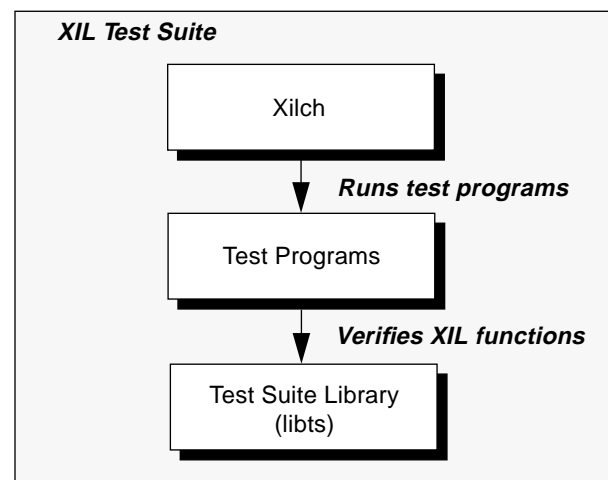 XIL Test Suite
Xilch
Runs test programs
Test Programs
Verifies XIL functions
Test Suite Library
(libts)